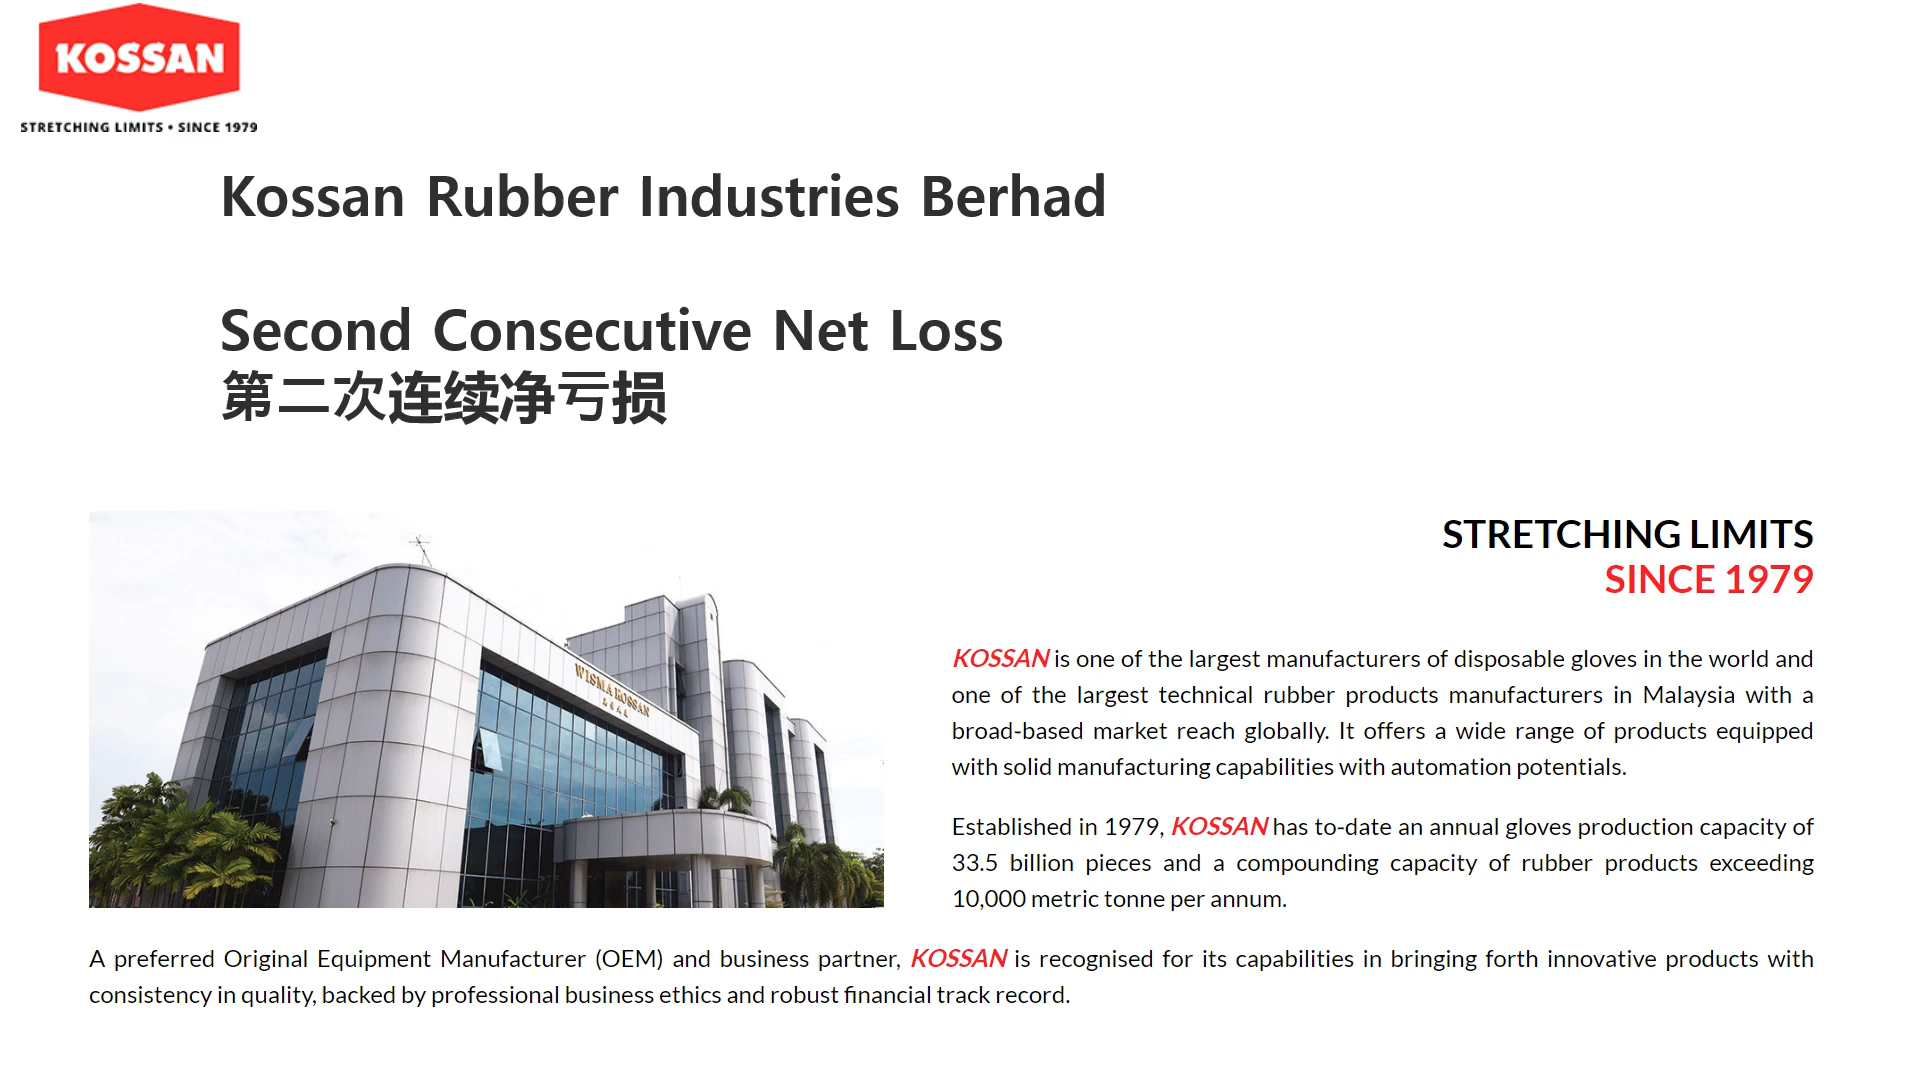 KOSSAN
STRETCHING LIMITS • SINCE 1979
Kossan Rubber Industries Berhad
Second Consecutive Net Loss
第二次连续净亏损
WISMA KOSSAN
STRETCHING LIMITS
SINCE 1979
KOSSAN is one of the largest manufacturers of disposable gloves in the world and
one of the largest technical rubber products manufacturers in Malaysia with a
broad-based market reach globally. It offers a wide range of products equipped
with solid manufacturing capabilities with automation potentials.
Established in 1979, KOSSAN has to-date an annual gloves production capacity of
33.5 billion pieces and a compounding capacity of rubber products exceeding
10,000 metric tonne per annum.
A preferred Original Equipment Manufacturer (OEM) and business partner, KOSSAN is recognised for its capabilities in bringing forth innovative products with
consistency in quality, backed by professional business ethics and robust financial track record.